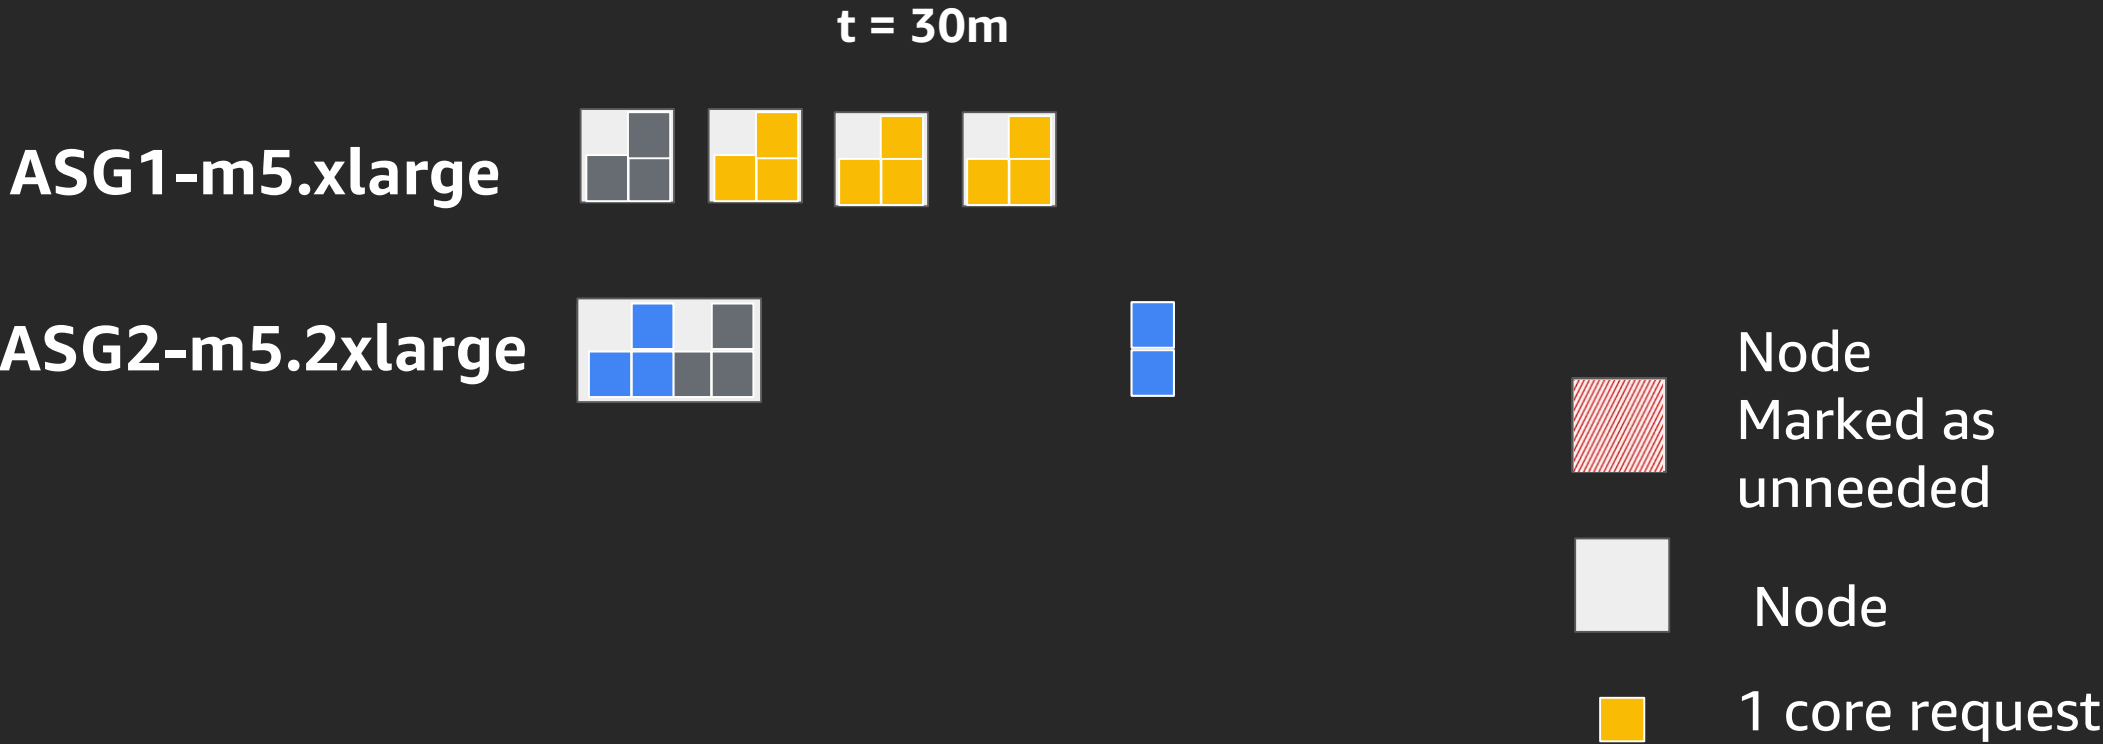 t = 30m
ASG1-m5.xlarge
ASG2-m5.2xlarge
Node
Marked as
unneeded
Node
1 core request